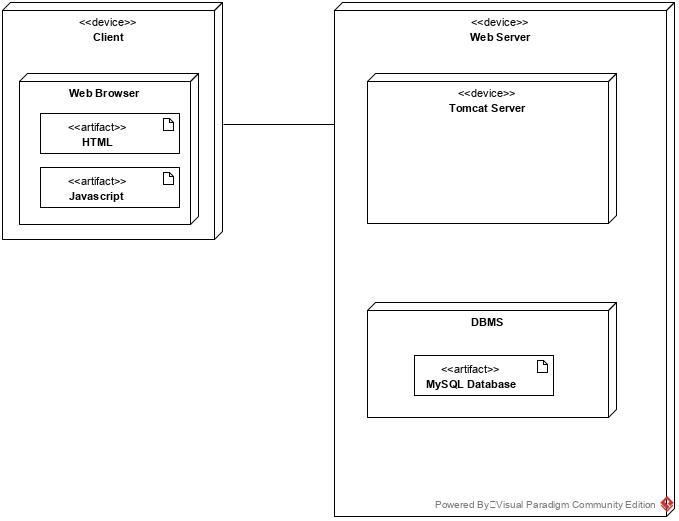 <<device>>
Client
Web Browser
<<artifact>>
HTML
<<artifact>>
Javascript
<<device>>
Web Server
<<device>>
Tomcat Server
DBMS
<<artifact>>
MySQL Database
Powered By Visual Paradigm Community Edition